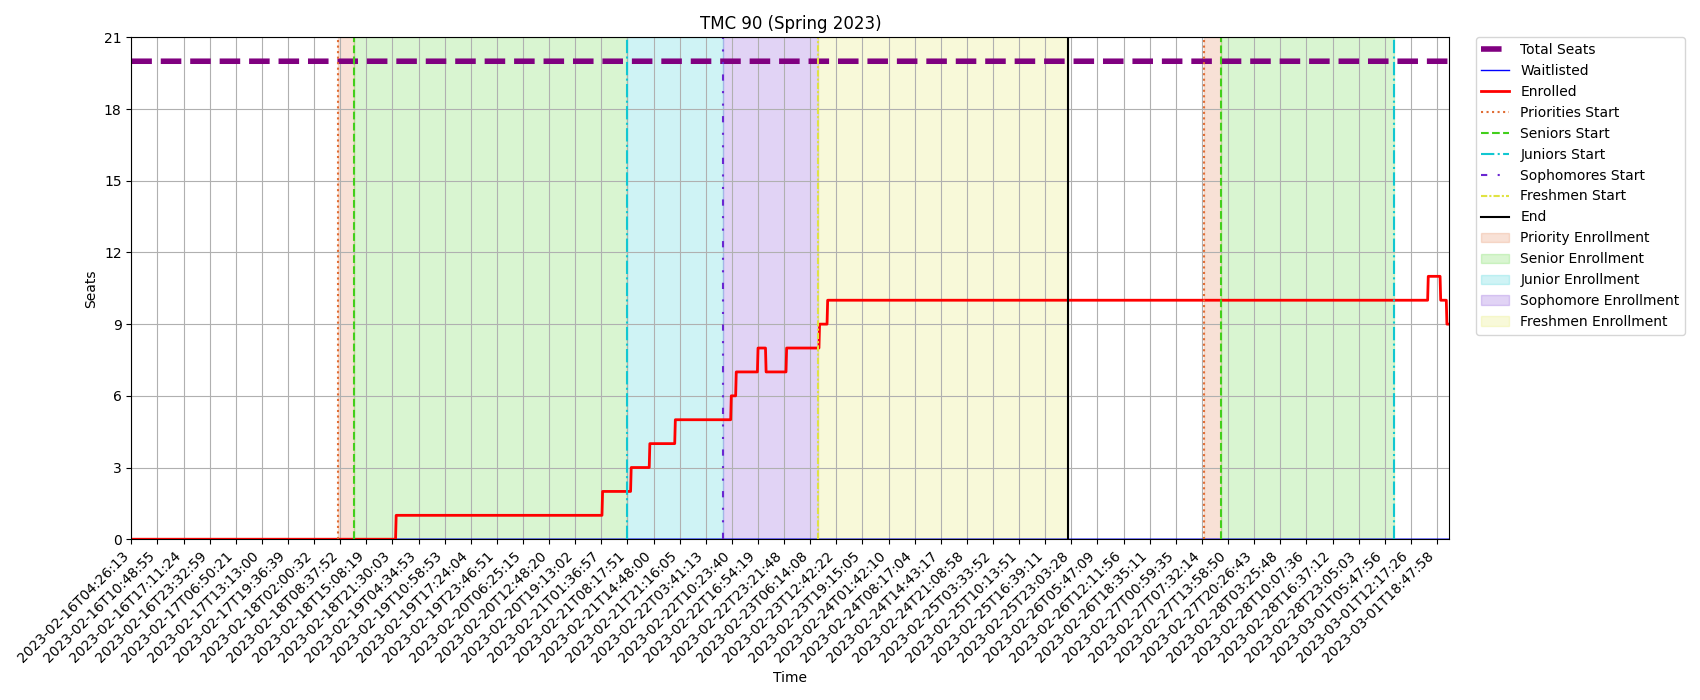 TMC 90 (Spring 2023)
21
18
15
12
9
6
3
0
Seats
2023-02-16T04:26:13
2023-02-16T10:48:55
2023-02-16T17:11:24
2023-02-16T23:32:59
2023-02-17T06:50:21
2023-02-17T13:13:00
2023-02-17T19:36:39
2023-02-18T02:00:32
2023-02-18T08:37:52
2023-02-18T15:08:19
2023-02-18T21:30:03
2023-02-19T04:34:53
2023-02-19T10:58:53
2023-02-19T17:24:04
2023-02-19T23:46:51
2023-02-20T06:25:15
2023-02-20T12:48:20
2023-02-20T19:13:02
2023-02-21T01:36:57
2023-02-21T08:17:51
2023-02-21T14:48:00
2023-02-21T21:16:05
2023-02-22T03:41:13
2023-02-22T10:23:40
2023-02-22T16:54:19
2023-02-22T23:21:48
2023-02-23T06:14:08
2023-02-23T12:42:22
2023-02-23T19:15:05
2023-02-24T01:42:10
2023-02-24T08:17:04
2023-02-24T14:43:17
2023-02-24T21:08:58
2023-02-25T03:33:52
2023-02-25T10:13:51
2023-02-25T16:39:11
2023-02-25T23:03:28
2023-02-26T05:47:09
2023-02-26T12:11:56
2023-02-26T18:35:11
2023-02-27T00:59:35
2023-02-27T07:32:14
2023-02-27T13:58:50
2023-02-27T20:26:43
2023-02-28T03:25:48
2023-02-28T10:07:36
2023-02-28T16:37:12
2023-02-28T23:05:03
2023-03-01T05:47:56
2023-03-01T12:17:26
2023-03-01T18:47:58
Time
Total Seats
Waitlisted
Enrolled
Priorities Start
Seniors Start
Juniors Start
Sophomores Start
Freshmen Start
End
Priority Enrollment
Senior Enrollment
Junior Enrollment
Sophomore Enrollment
Freshmen Enrollment